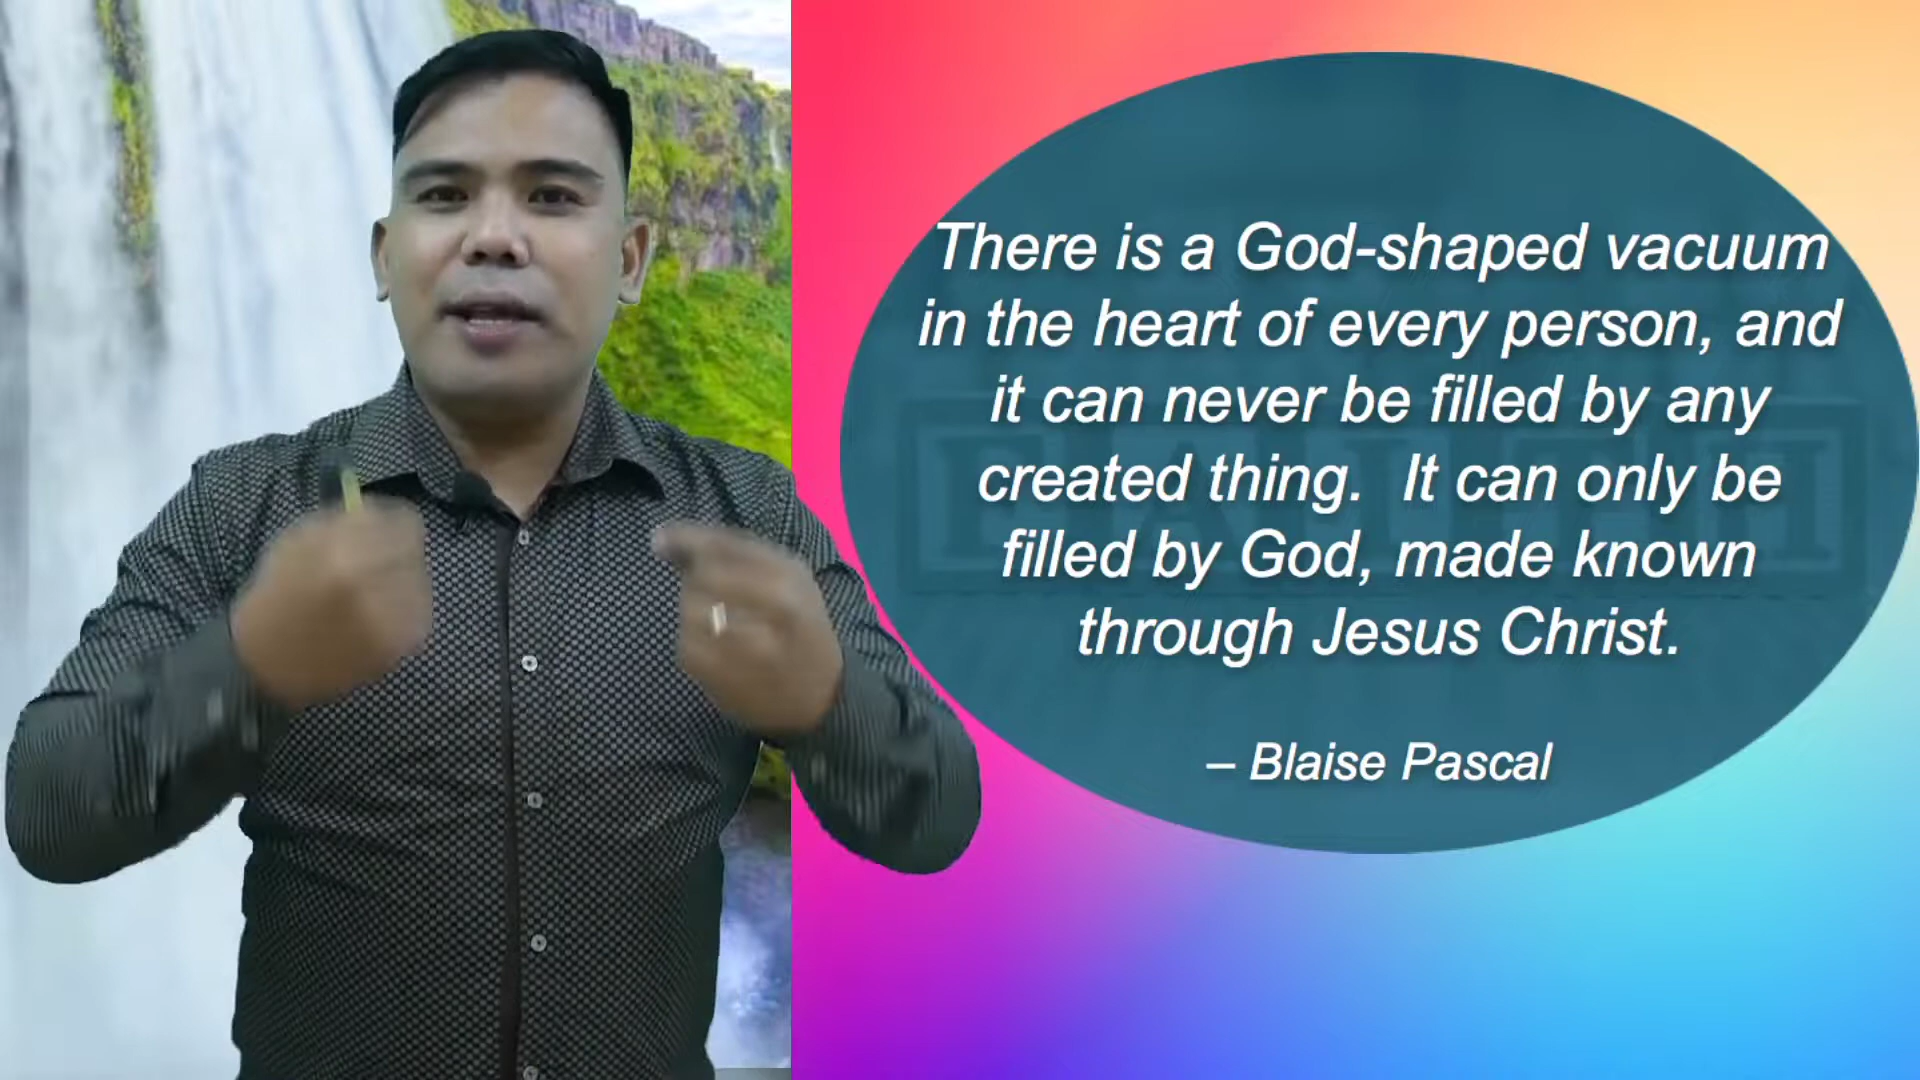 There is a God-shaped vacuum
in the heart of every person, and
it can never be filled by any
created thing.  It can only be
filled by God, made known
through Jesus Christ.
– Blaise Pascal
FAITH